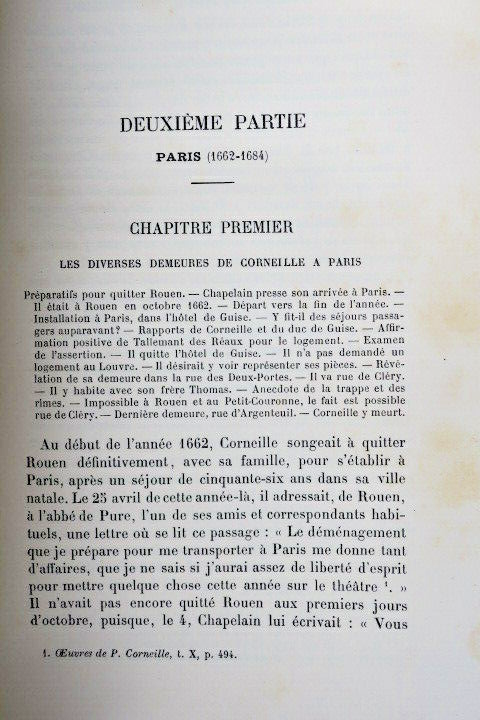 DEUXIÈME PARTIE
PARIS (1662-1684)
CHAPITRE PREMIER
LES DIVERSES DEMEURES DE CORNEILLE A PARIS
Préparatifs pour quitter Rouen. — Chapelain presse son arrivée à Paris. —
Il était à Rouen en octobre 1662. — Départ vers la fin de l'année. —
Installation à Paris, dans l'hôtel de Guise. — Y fit-il des séjours passa-
gers auparavant? — Rapports de Corneille et du duc de Guise. — Affir-
mation positive de Tallemant des Réaux pour le logement. — Examen
de l'assertion. — Il quitte l'hôtel de Guise. — Il n'a pas demandé un
logement au Louvre. — Il désirait y voir représenter ses pièces. — Révé-
lation de sa demeure dans la rue des Deux-Portes. — Il va rue de Cléry.
— Il y habite avec son frère Thomas. — Anecdote de la trappe et des
rimes. — Impossible à Rouen et au Petit-Couronne, le fait est possible
rue de Cléry. — Dernière demeure, rue d'Argenteuil. — Corneille y meurt.
Au début de l'année 1662, Corneille songeait à quitter
Rouen définitivement, avec sa famille, pour s'établir à
Paris, après un séjour de cinquante-six ans dans sa ville
natale. Le 25 avril de cette année-là, il adressait, de Rouen,
à l'abbé de Pure, l'un de ses amis et correspondants habi-
tuels, une lettre où se lit ce passage : « Le déménagement
que je prépare pour me transporter à Paris me donne tant
d'affaires, que je ne sais si j'aurai assez de liberté d'esprit
pour mettre quelque chose cette année sur le théâtre ¹. »
Il n'avait pas encore quitté Rouen aux premiers jours
d'octobre, puisque, le 4, Chapelain lui écrivait : « Vous
1. Œuvres de P. Corneille, t. X, p. 494.